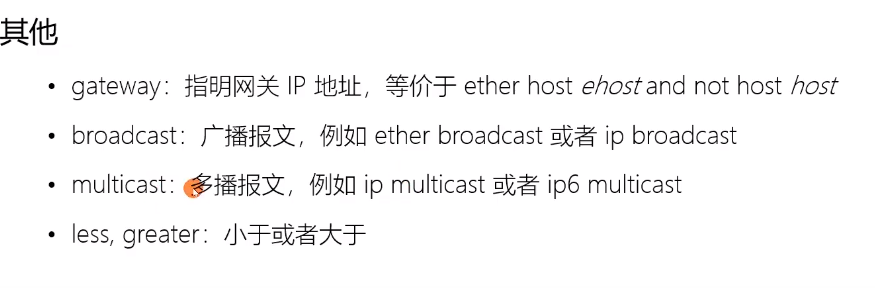 其他
• gateway：指明网关 IP 地址，等价于 ether host ehost and not host host
• broadcast：广播报文，例如 ether broadcast 或者 ip broadcast
• multicast：多播报文，例如 ip multicast 或者 ip6 multicast
• less, greater：小于或者大于